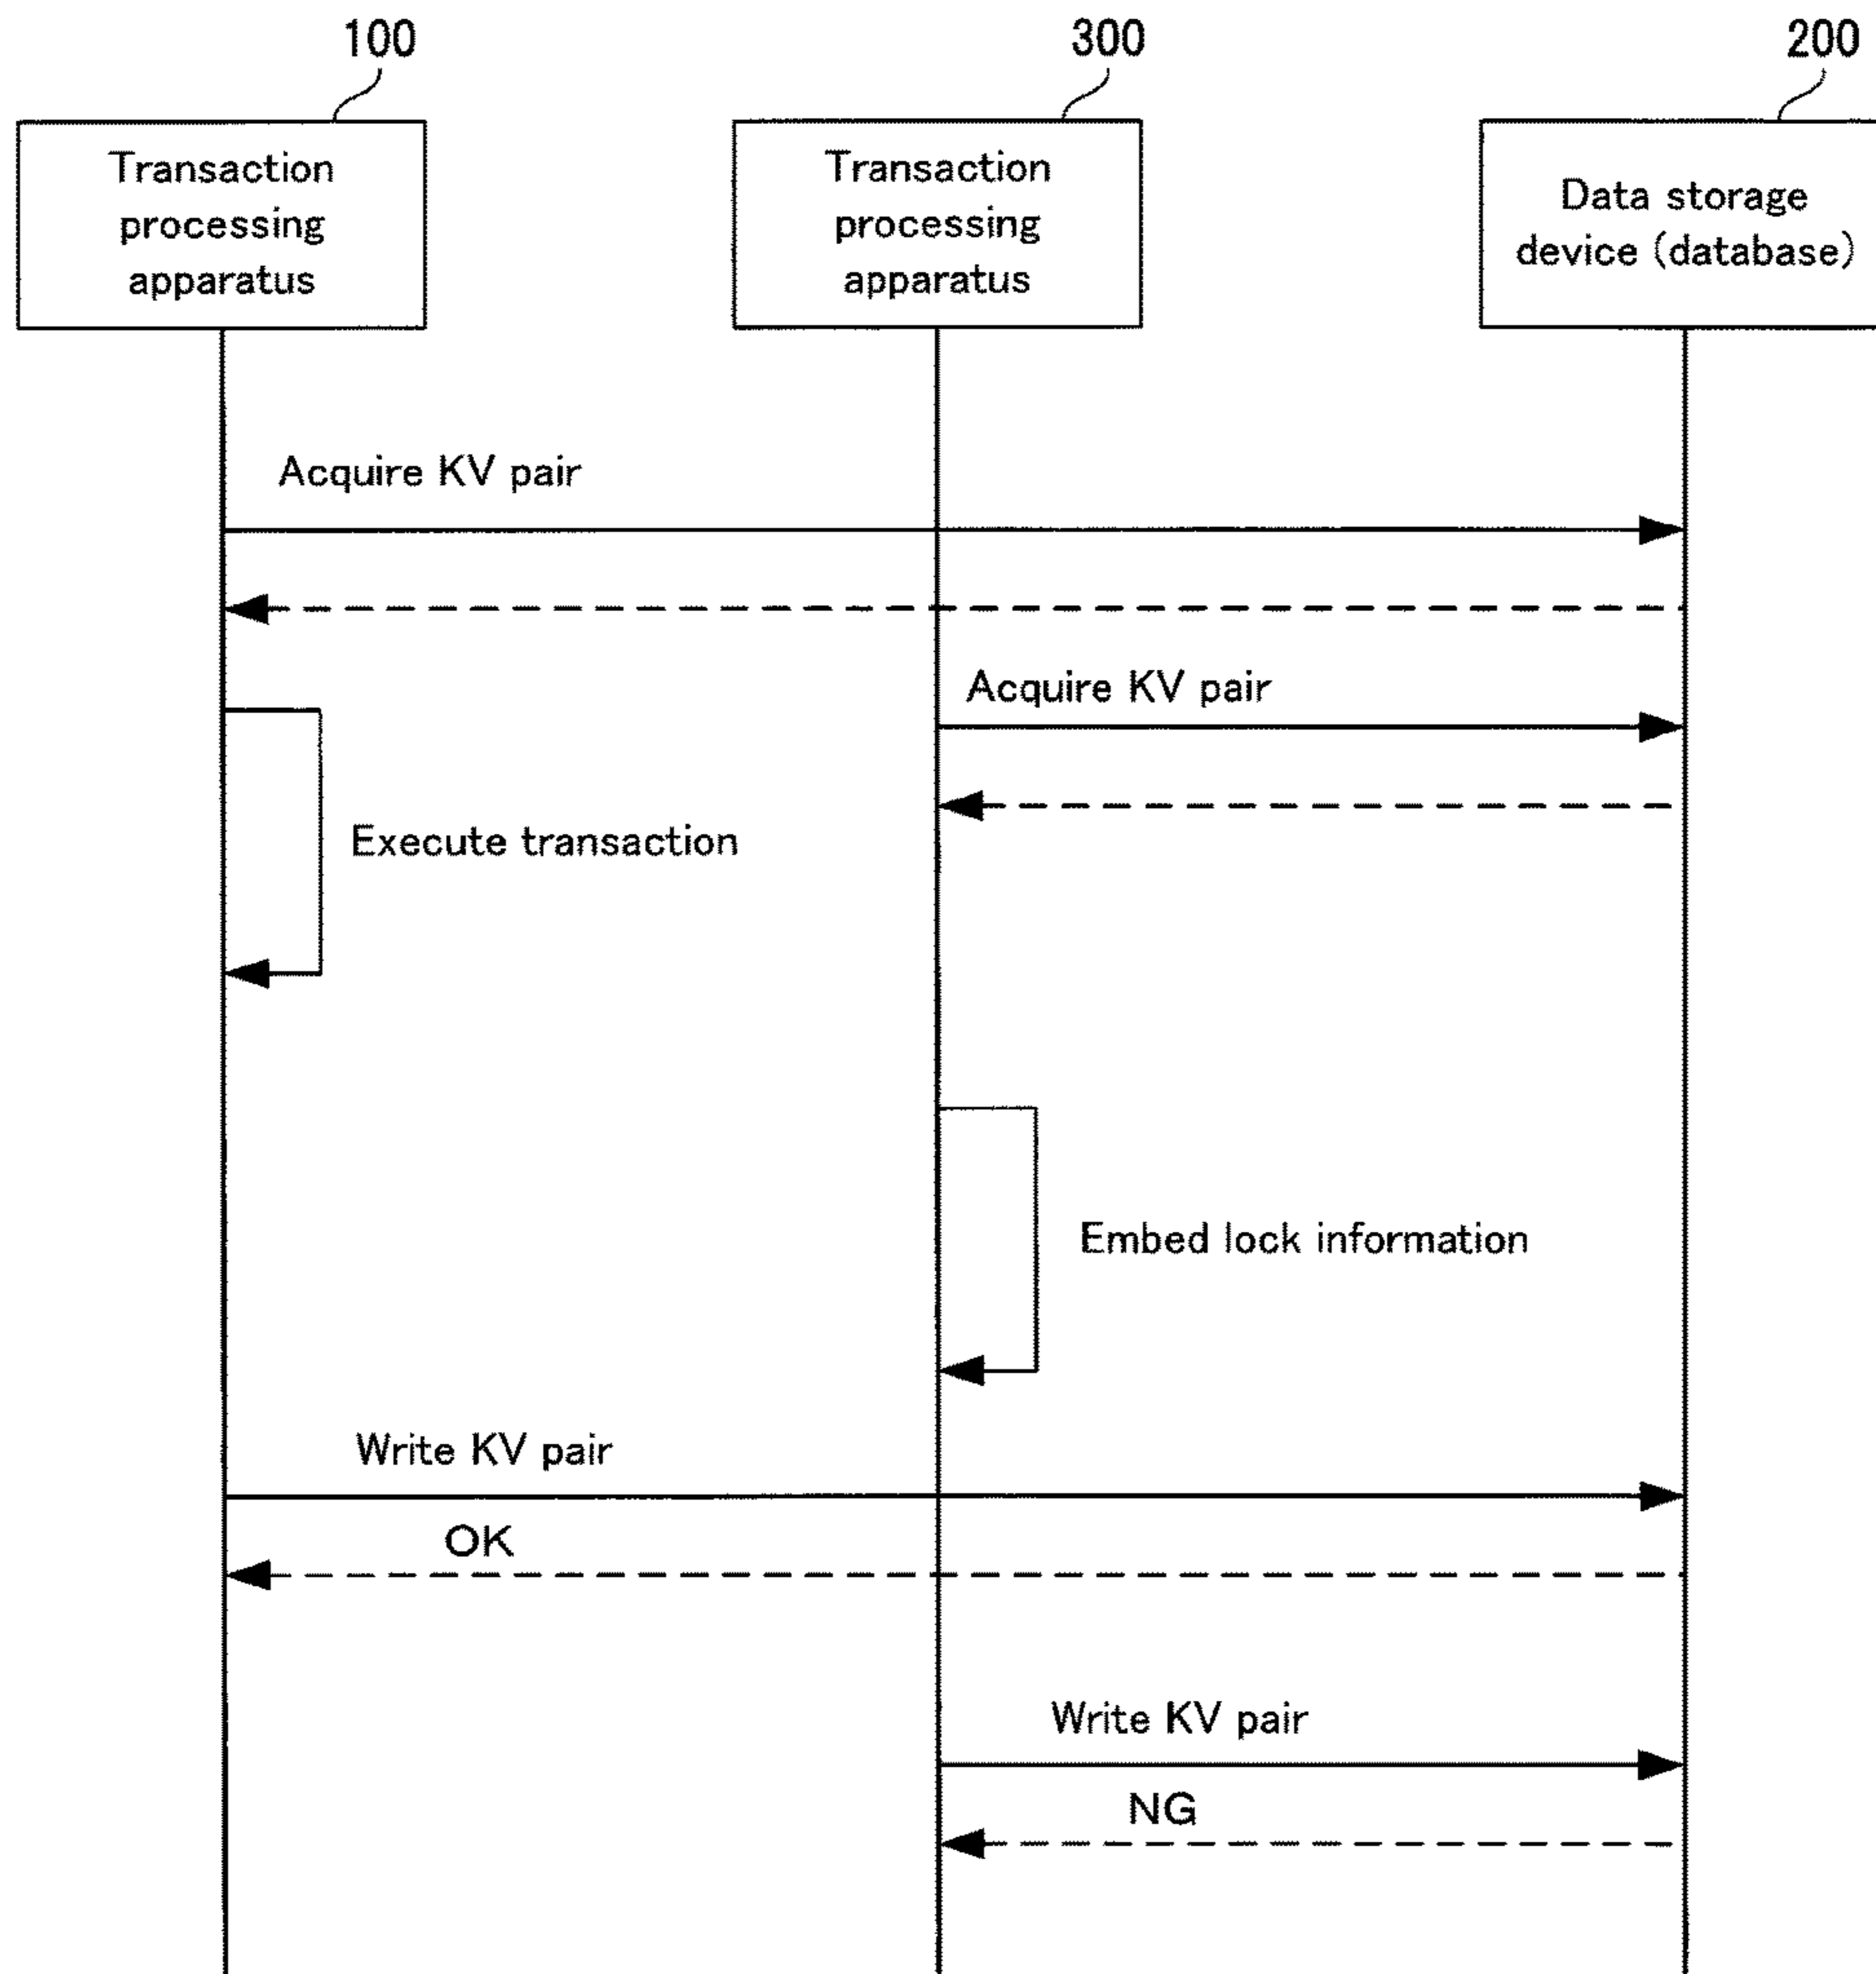 100
300
200
Transaction
processing
apparatus
Transaction
processing
apparatus
Data storage
device (database)
Acquire KV pair
Acquire KV pair
Execute transaction
Embed lock information
Write KV pair
OK
Write KV pair
NG